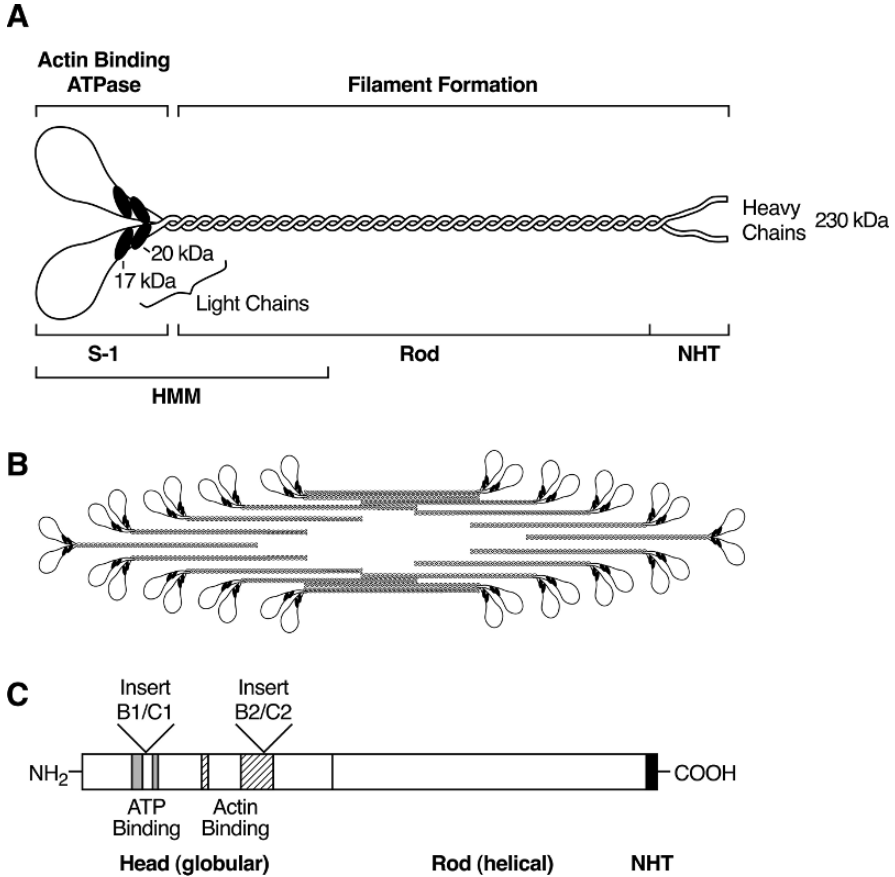 A
Actin Binding
ATPase
Filament Formation
Heavy
Chains
230 kDa
20 kDa
17 kDa
Light Chains
S-1
Rod
NHT
HMM
B
C
Insert
B1/C1
Insert
B2/C2
NH2
COOH
ATP
Binding
Actin
Binding
Head (globular)
Rod (helical)
NHT